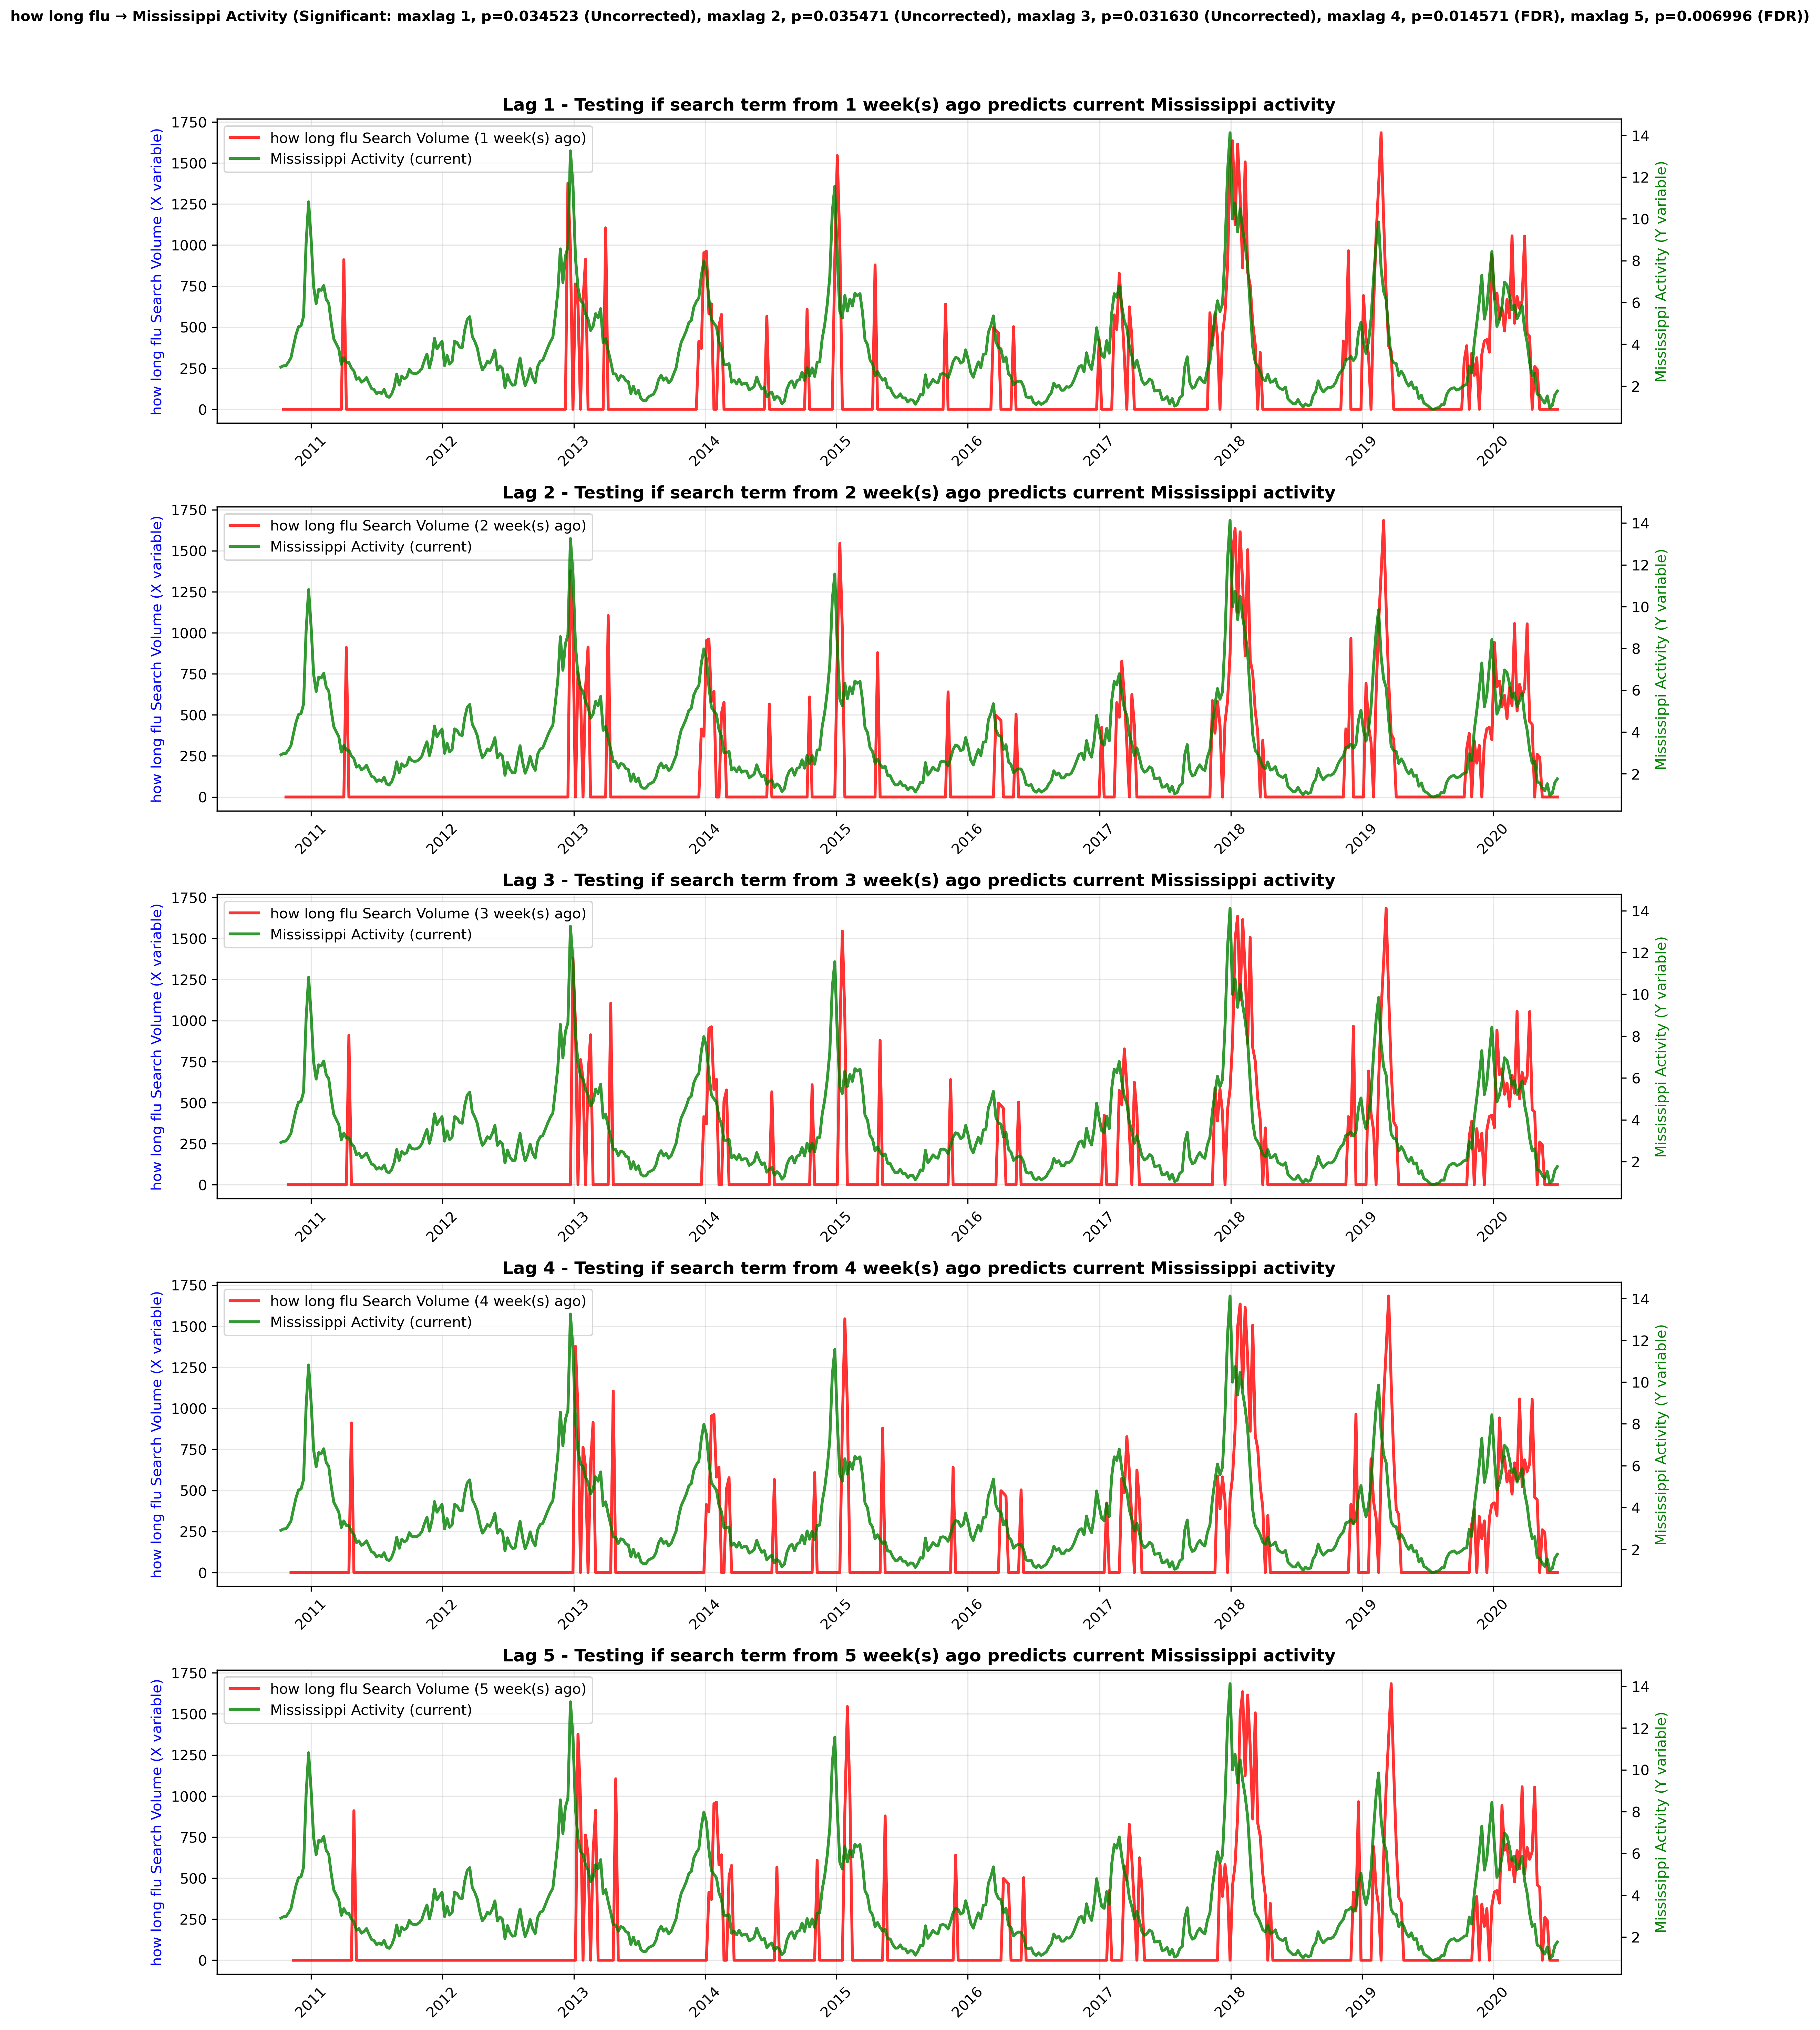 how long flu → Mississippi Activity (Significant: maxlag 1, p=0.034523 (Uncorrected), maxlag 2, p=0.035471 (Uncorrected), maxlag 3, p=0.031630 (Uncorrected), maxlag 4, p=0.014571 (FDR), maxlag 5, p=0.006996 (FDR))
Lag 1 - Testing if search term from 1 week(s) ago predicts current Mississippi activity
how long flu Search Volume (1 week(s) ago)
Mississippi Activity (current)
how long flu Search Volume (X variable)
1750
1500
1250
1000
750
500
250
0
14
12
10
8
6
4
2
Mississippi Activity (Y variable)
2011 2012 2013 2014 2015 2016 2017 2018 2019 2020
Lag 2 - Testing if search term from 2 week(s) ago predicts current Mississippi activity
how long flu Search Volume (2 week(s) ago)
Mississippi Activity (current)
how long flu Search Volume (X variable)
1750
1500
1250
1000
750
500
250
0
14
12
10
8
6
4
2
Mississippi Activity (Y variable)
2011 2012 2013 2014 2015 2016 2017 2018 2019 2020
Lag 3 - Testing if search term from 3 week(s) ago predicts current Mississippi activity
how long flu Search Volume (3 week(s) ago)
Mississippi Activity (current)
how long flu Search Volume (X variable)
1750
1500
1250
1000
750
500
250
0
14
12
10
8
6
4
2
Mississippi Activity (Y variable)
2011 2012 2013 2014 2015 2016 2017 2018 2019 2020
Lag 4 - Testing if search term from 4 week(s) ago predicts current Mississippi activity
how long flu Search Volume (4 week(s) ago)
Mississippi Activity (current)
how long flu Search Volume (X variable)
1750
1500
1250
1000
750
500
250
0
14
12
10
8
6
4
2
Mississippi Activity (Y variable)
2011 2012 2013 2014 2015 2016 2017 2018 2019 2020
Lag 5 - Testing if search term from 5 week(s) ago predicts current Mississippi activity
how long flu Search Volume (5 week(s) ago)
Mississippi Activity (current)
how long flu Search Volume (X variable)
1750
1500
1250
1000
750
500
250
0
14
12
10
8
6
4
2
Mississippi Activity (Y variable)
2011 2012 2013 2014 2015 2016 2017 2018 2019 2020